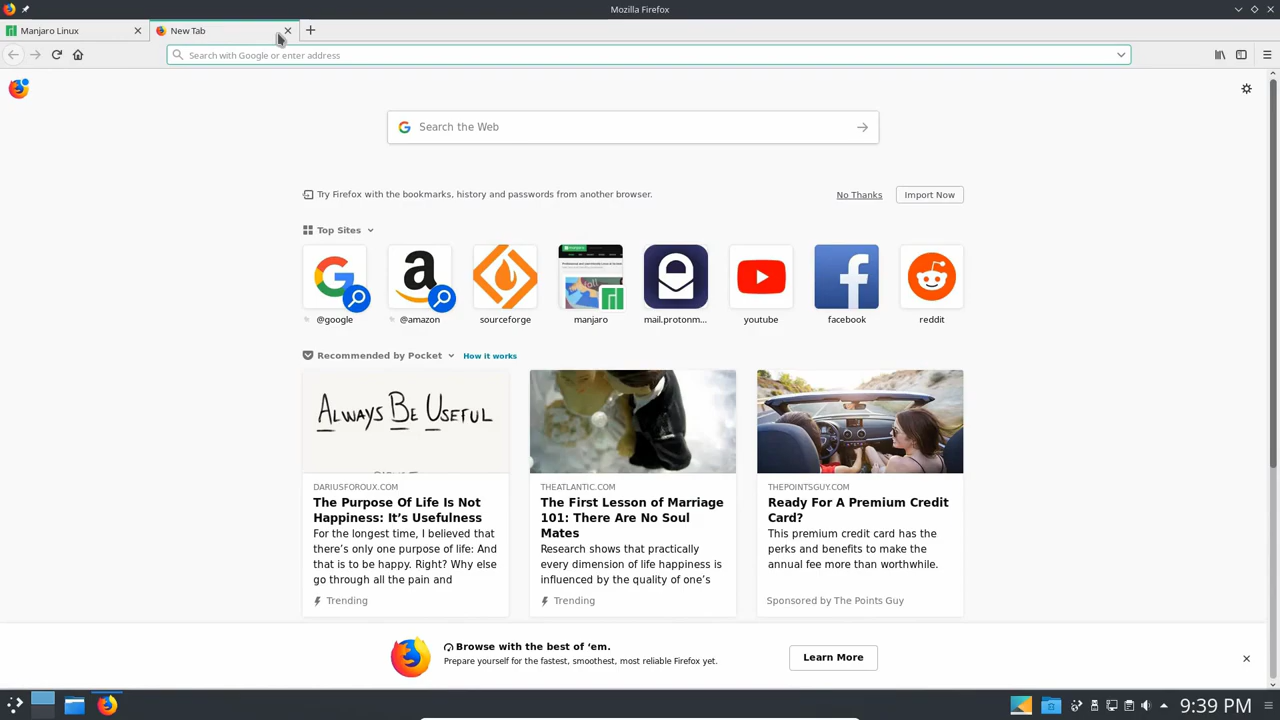 Mozilla Firefox
Manjaro Linux
New Tab
Search with Google or enter address
Search the Web
Try Firefox with the bookmarks, history and passwords from another browser.
No Thanks
Import Now
Top Sites
@google
@amazon
sourceforge
manjaro
mail.protonm...
youtube
facebook
reddit
Recommended by Pocket
How it works
ALWAYS BE USEFUL
DARIUSFOROUX.COM
The Purpose Of Life Is Not
Happiness: It's Usefulness
For the longest time, I believed that
there's only one purpose of life: And
that is to be happy. Right? Why else
go through all the pain and
Trending
THEATLANTIC.COM
The First Lesson of Marriage
101: There Are No Soul
Mates
Research shows that practically
every dimension of life happiness is
influenced by the quality of one's
Trending
THEPOINTSGUY.COM
Ready For A Premium Credit
Card?
This premium credit card has the
perks and benefits to make the
annual fee more than worthwhile.
Sponsored by The Points Guy
Browse with the best of 'em.
Prepare yourself for the fastest, smoothest, most reliable Firefox yet.
Learn More
9:39 PM